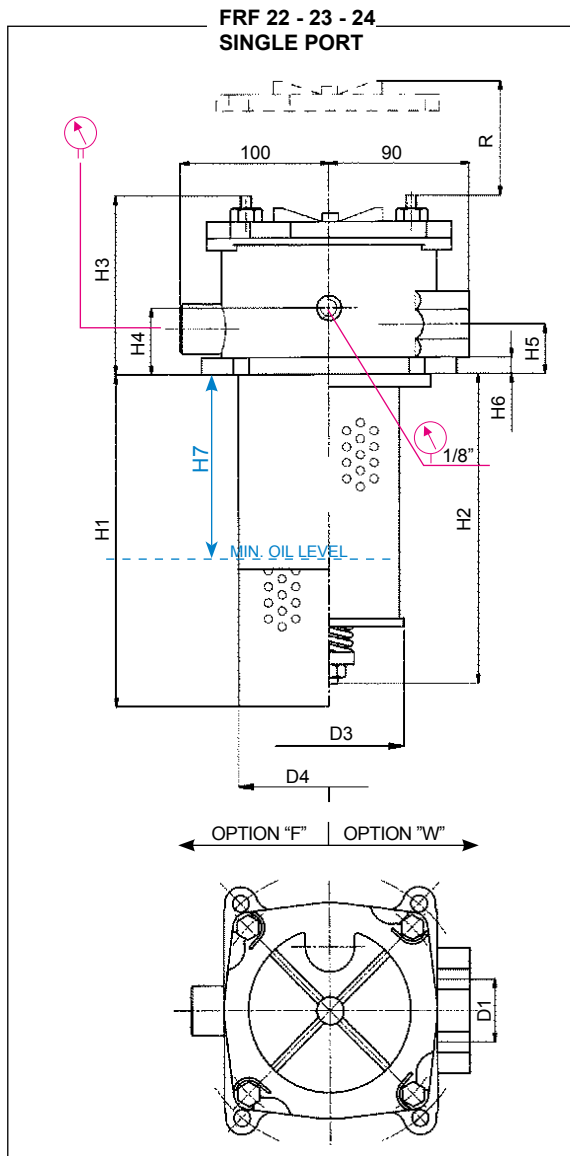 FRF 22 - 23 - 24
SINGLE PORT
R
100
90
H3
H4
H5
H6
H7
1/8”
H1
H2
MIN. OIL LEVEL
D3
D4
OPTION “F”
OPTION ”W”
D1